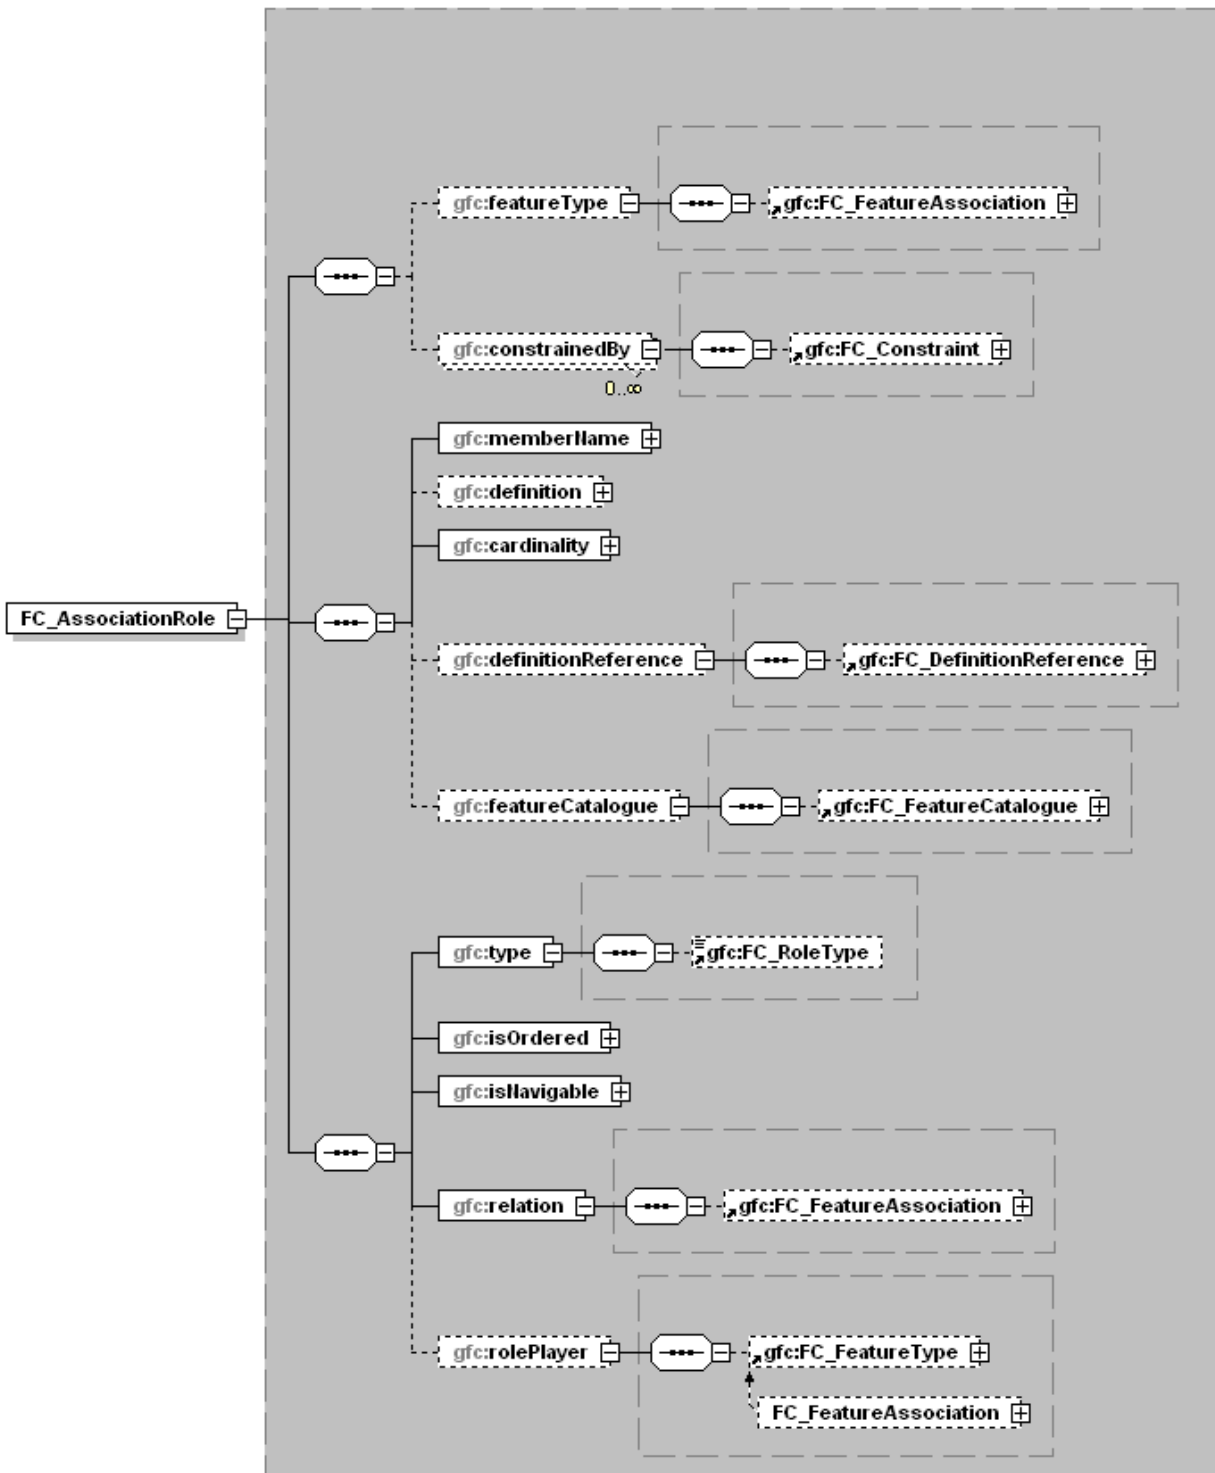 gfc:featureType
gfc:FC_FeatureAssociation
gfc:constrainedBy
gfc:FC_Constraint
0..∞
gfc:memberName
gfc:definition
gfc:cardinality
FC_AssociationRole
gfc:definitionReference
gfc:FC_DefinitionReference
gfc:featureCatalogue
gfc:FC_FeatureCatalogue
gfc:type
gfc:FC_RoleType
gfc:isOrdered
gfc:isNavigable
gfc:relation
gfc:FC_FeatureAssociation
gfc:rolePlayer
gfc:FC_FeatureType
FC_FeatureAssociation